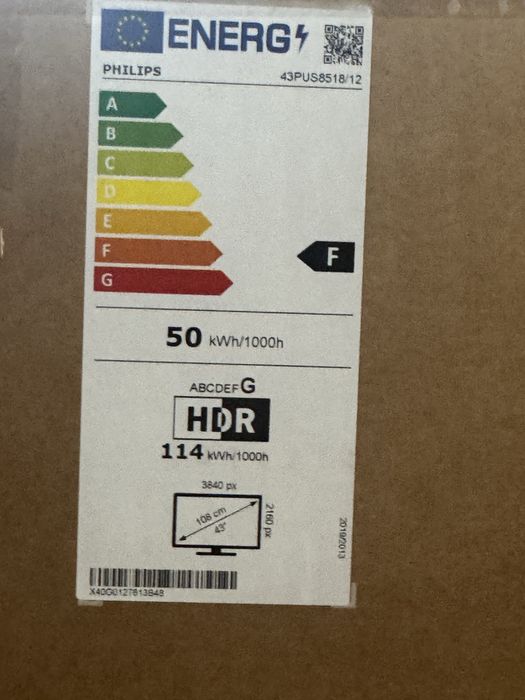 ENERG
PHILIPS
43PUS8518/12
A
B
C
D
E
F
G
F
50 kWh/1000h
ABCDEFG
HDR
114 kWh/1000h
3840 px
2160 px
108 cm
43"
2019/2013
X40G0127813848